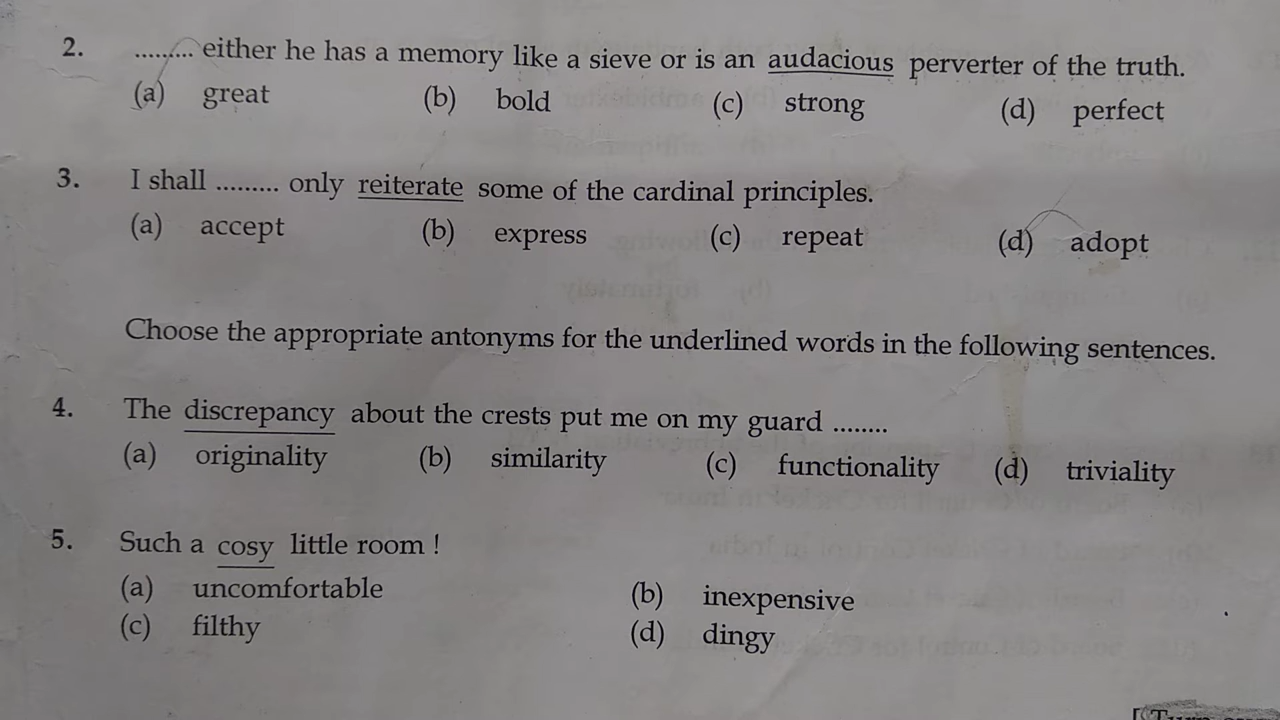 2. ......... either he has a memory like a sieve or is an audacious perverter of the truth.
(a) great (b) bold (c) strong (d) perfect
3. I shall ......... only reiterate some of the cardinal principles.
(a) accept (b) express (c) repeat (d) adopt
Choose the appropriate antonyms for the underlined words in the following sentences.
4. The discrepancy about the crests put me on my guard ........
(a) originality (b) similarity (c) functionality (d) triviality
5. Such a cosy little room !
(a) uncomfortable (b) inexpensive
(c) filthy (d) dingy